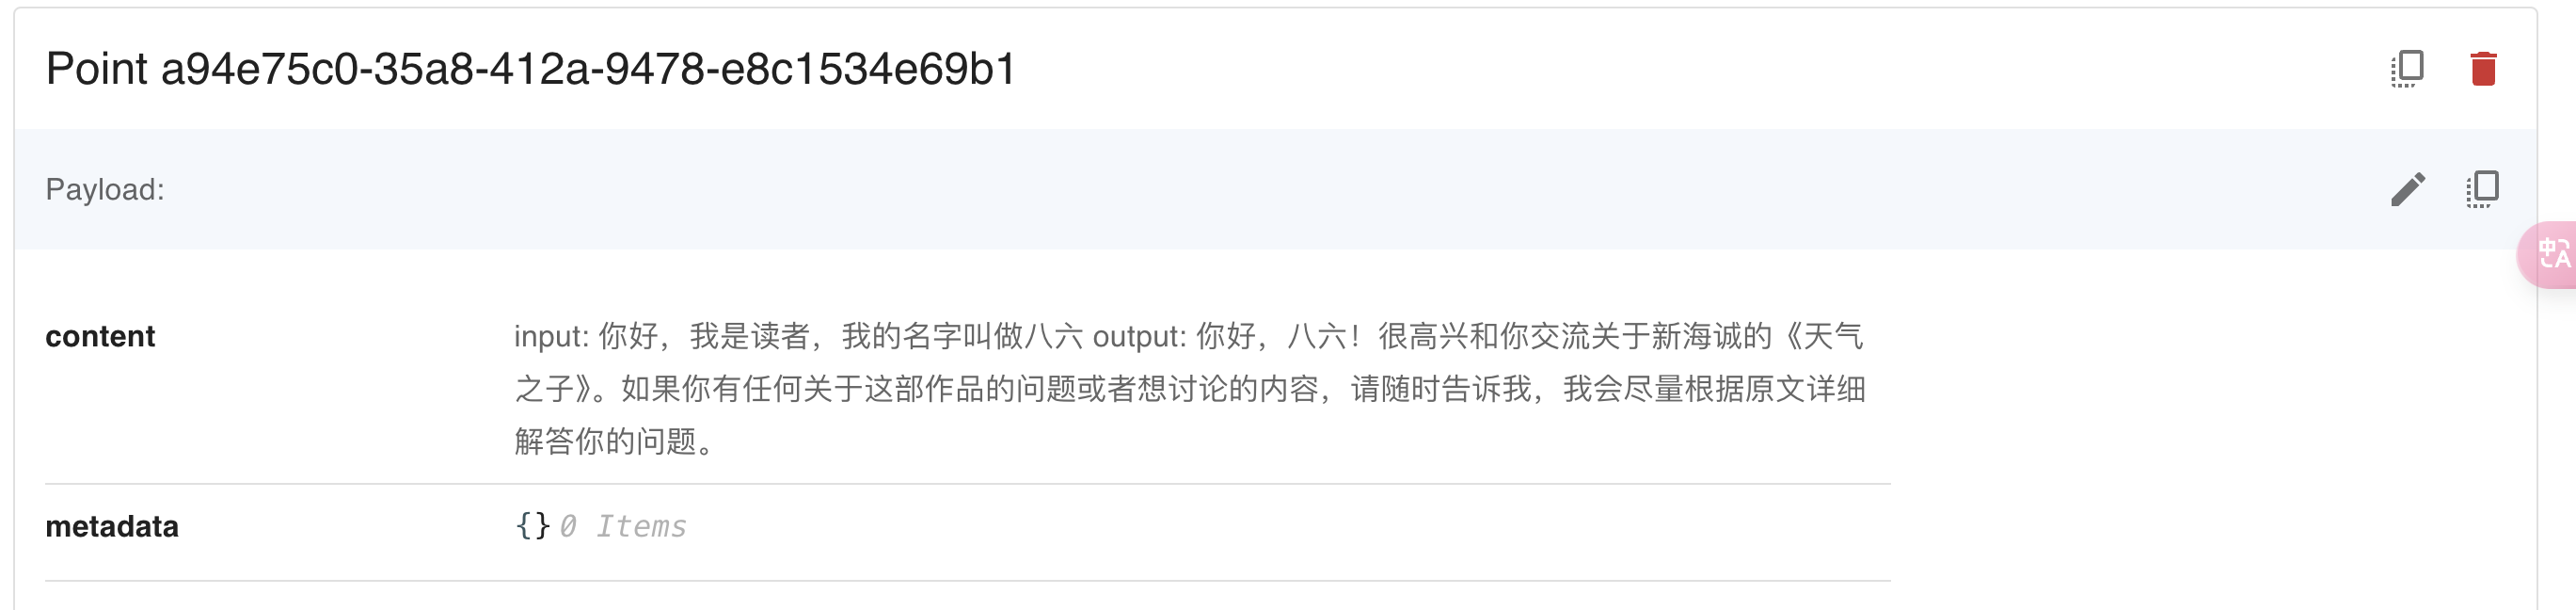 Point a94e75c0-35a8-412a-9478-e8c1534e69b1
Payload:
content
input: 你好，我是读者，我的名字叫做八六 output: 你好，八六！很高兴和你交流关于新海诚的《天气
之子》。如果你有任何关于这部作品的问题或者想讨论的内容，请随时告诉我，我会尽量根据原文详细
解答你的问题。
metadata
{} 0 Items
中A